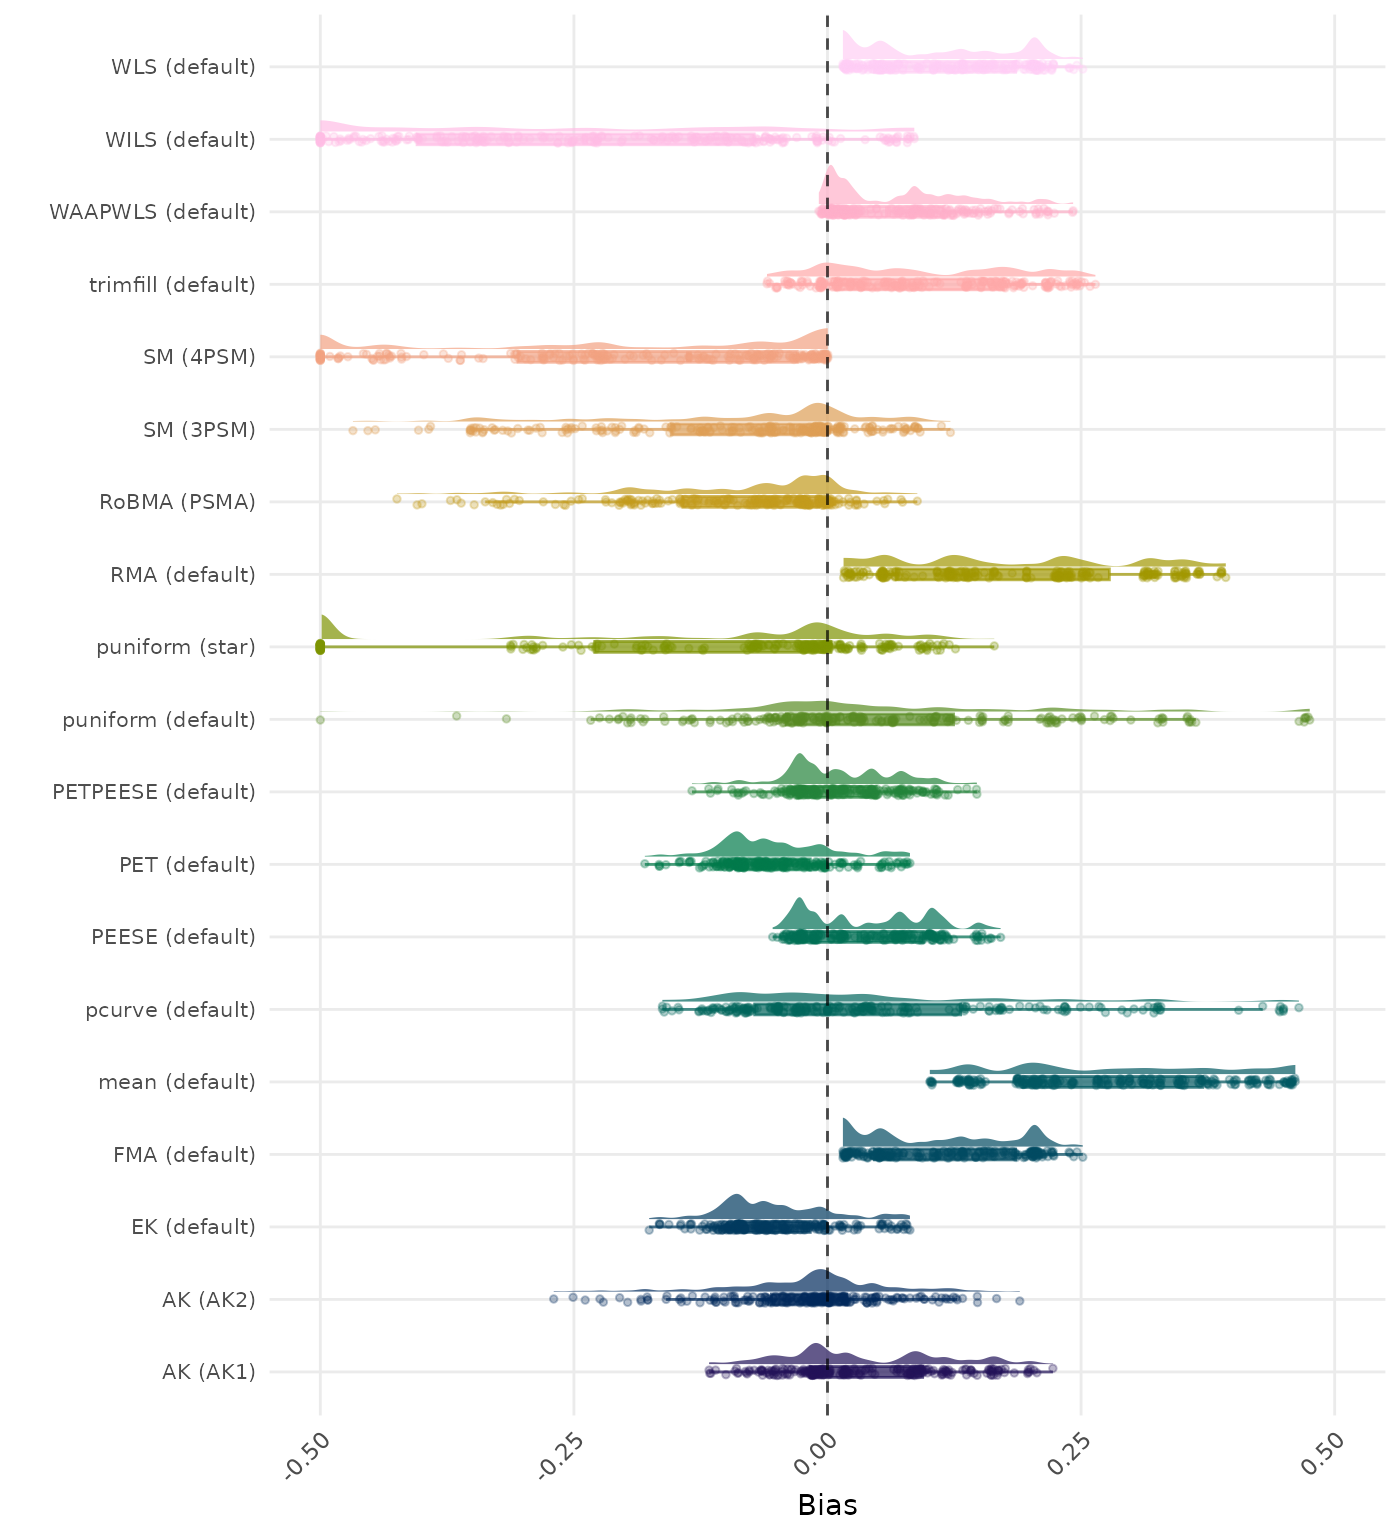 WLS (default)
WILS (default)
WAAPWLS (default)
trimfill (default)
SM (4PSM)
SM (3PSM)
RoBMA (PSMA)
RMA (default)
puniform (star)
puniform (default)
PETPEESE (default)
PET (default)
PEESE (default)
pcurve (default)
mean (default)
FMA (default)
EK (default)
AK (AK2)
AK (AK1)
-0.50 -0.25 0.00 0.25 0.50
Bias